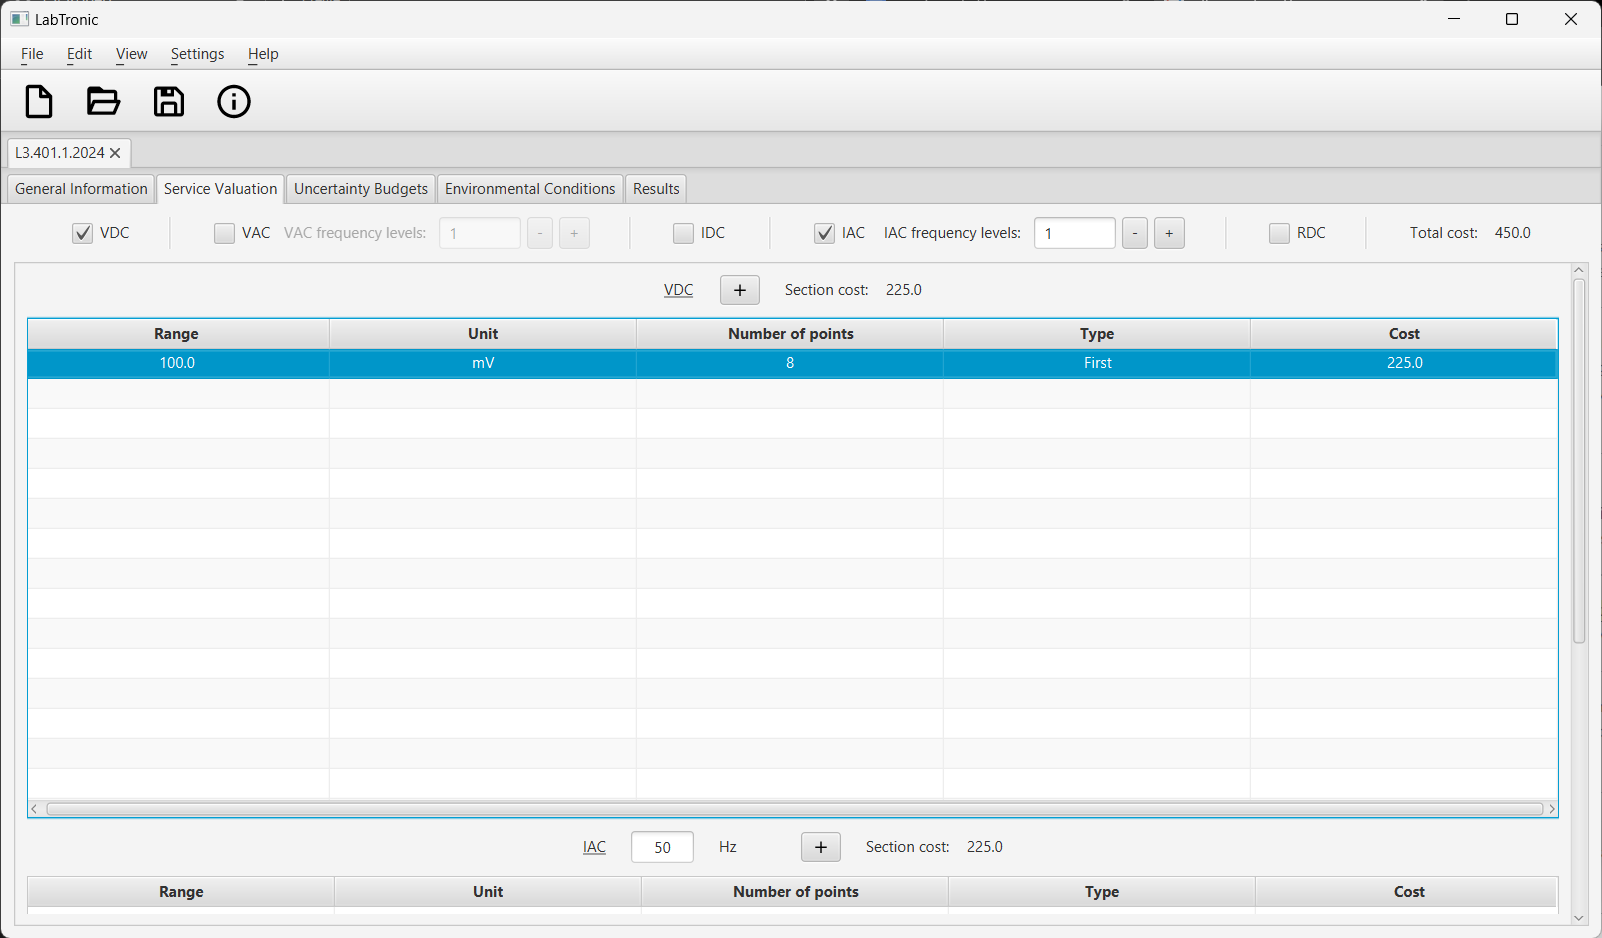 LabTronic
File Edit View Settings Help
L3.401.1.2024
General Information Service Valuation Uncertainty Budgets Environmental Conditions Results
VDC VAC VAC frequency levels: 1 - + IDC IAC IAC frequency levels: 1 - + RDC Total cost: 450.0
VDC + Section cost: 225.0
Range Unit Number of points Type Cost
100.0 mV 8 First 225.0
IAC 50 Hz + Section cost: 225.0
Range Unit Number of points Type Cost